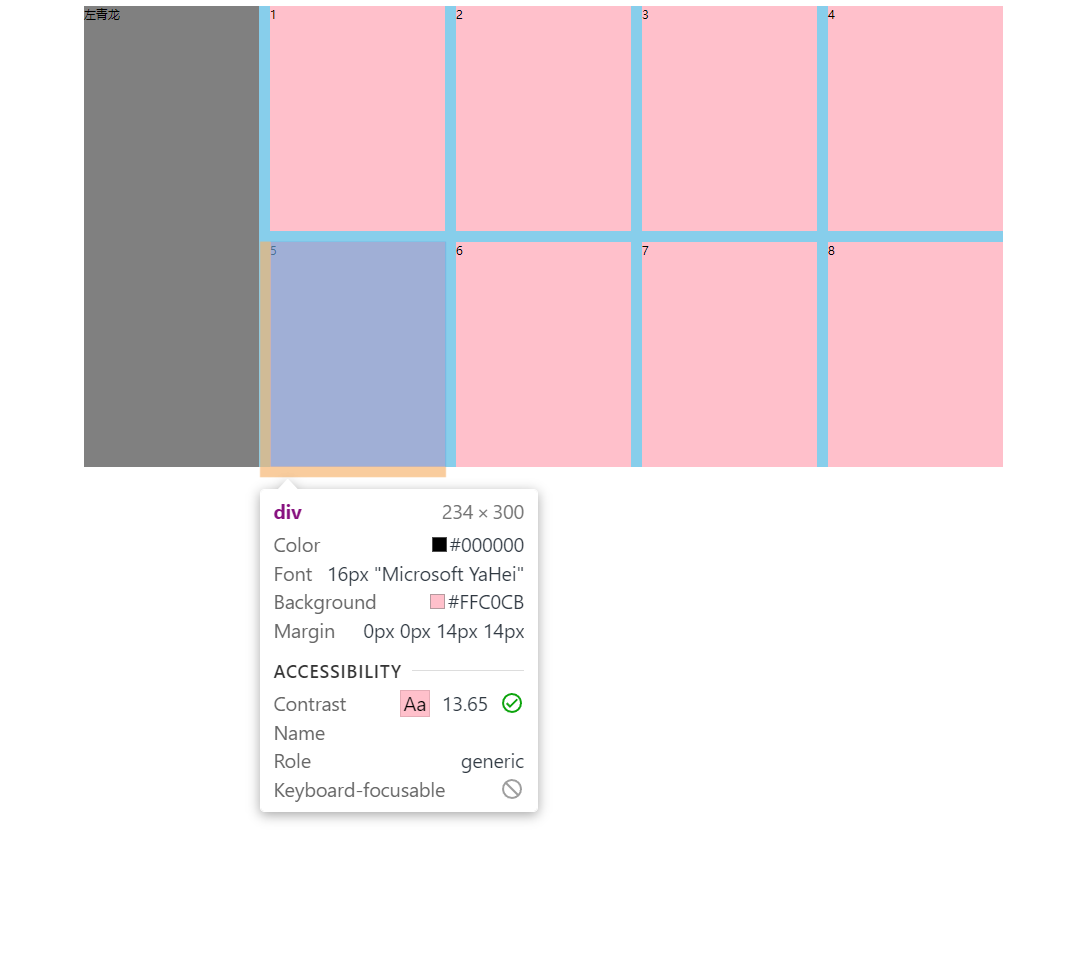 左青龙 1 2 3 4
5 6 7 8
div 234 × 300
Color #000000
Font 16px "Microsoft YaHei"
Background #FFC0CB
Margin 0px 0px 14px 14px
ACCESSIBILITY
Contrast Aa 13.65
Name
Role generic
Keyboard-focusable